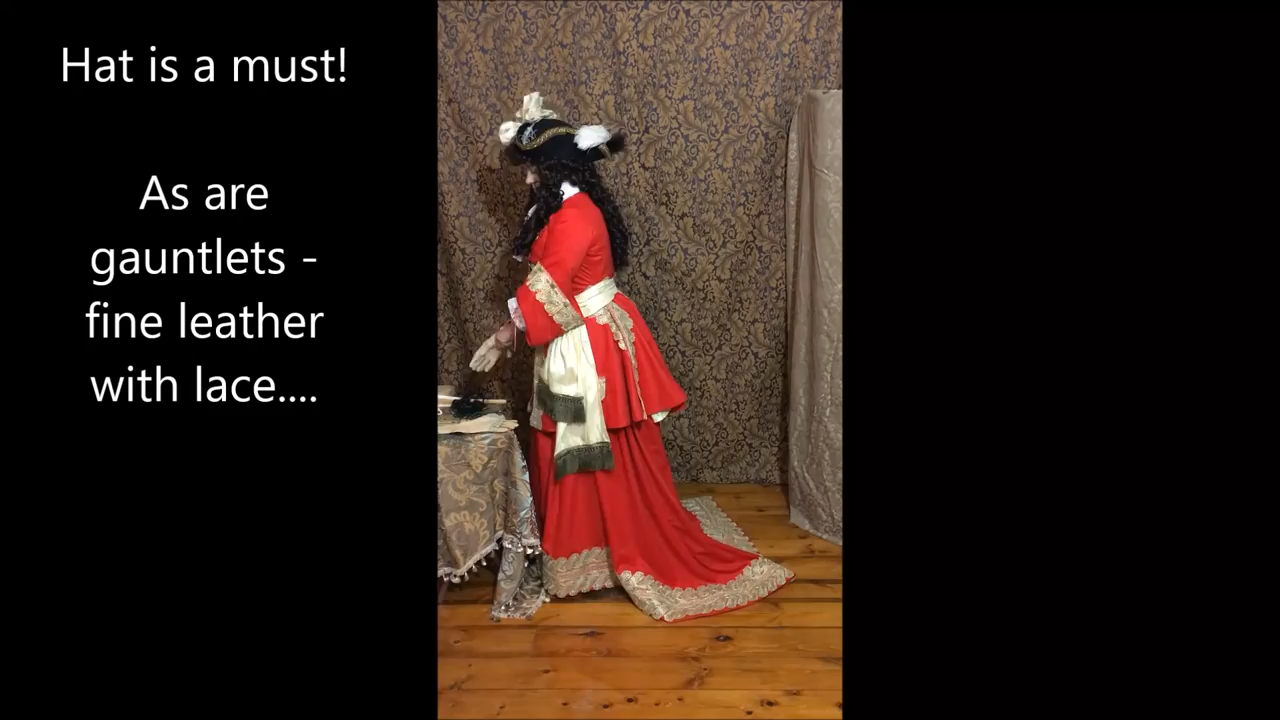 Hat is a must!
As are
gauntlets -
fine leather
with lace....